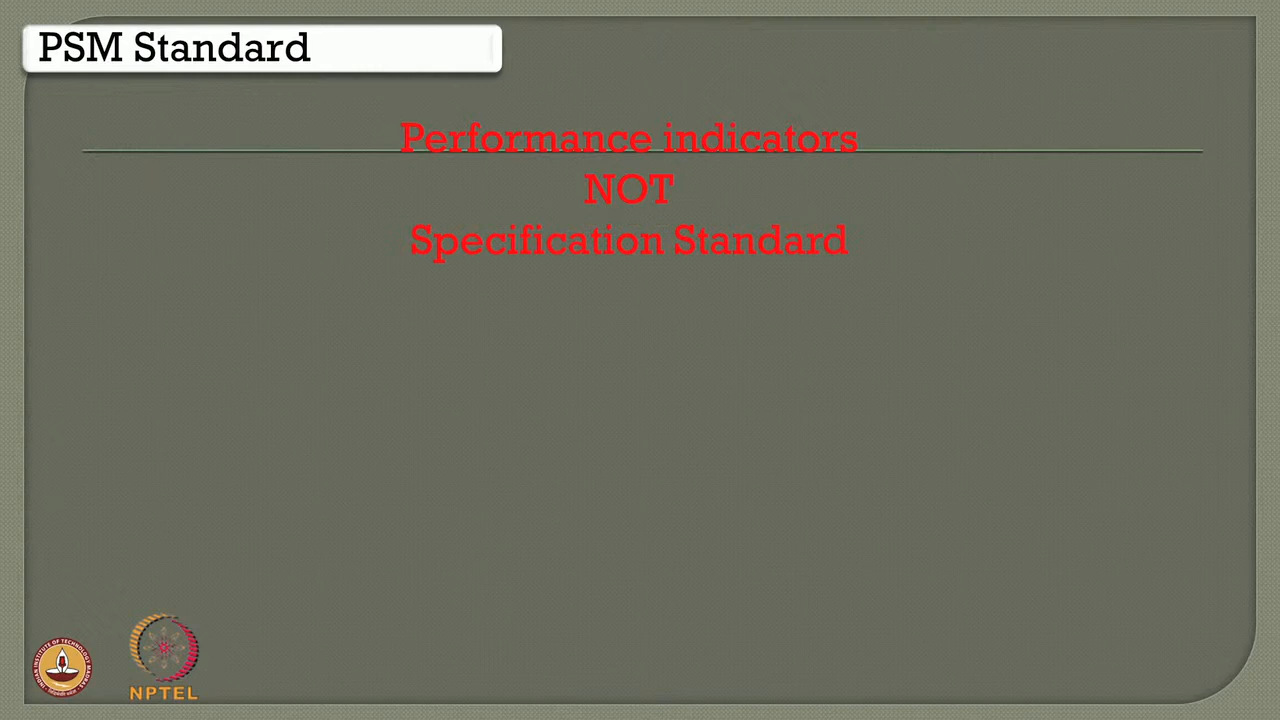 PSM Standard
Performance indicators
NOT
Specification Standard
NPTEL